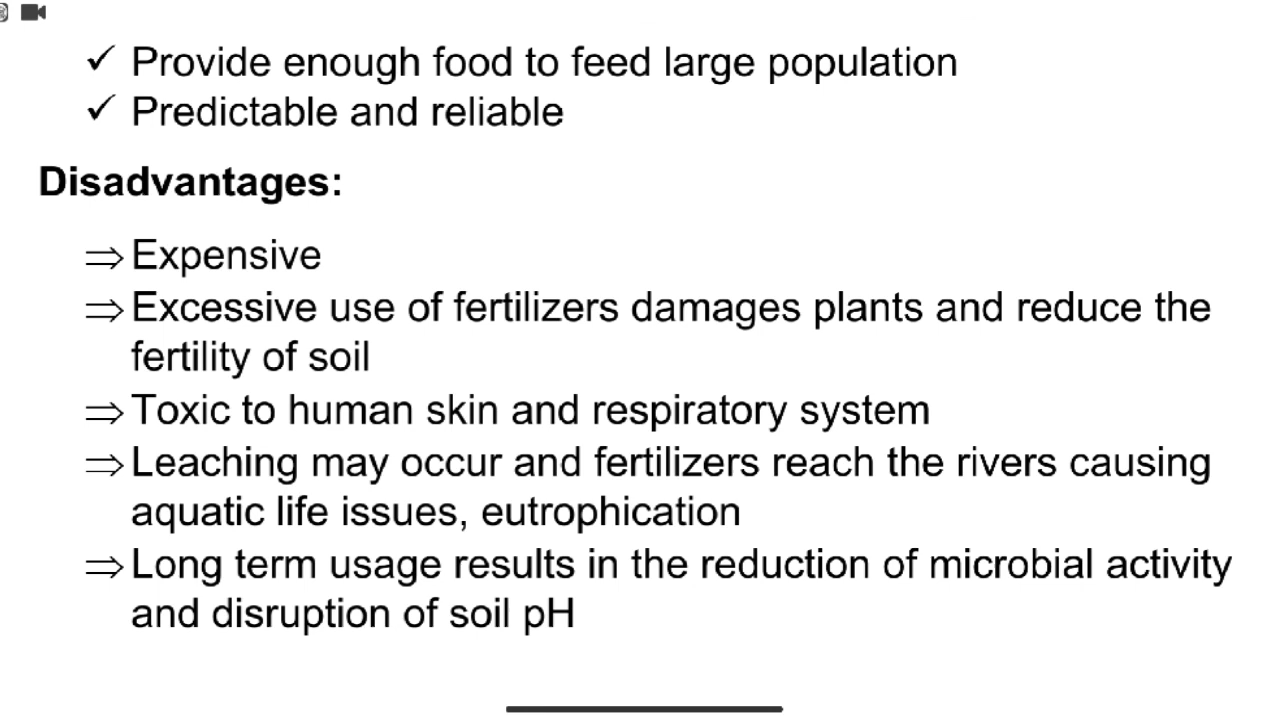 ✓ Provide enough food to feed large population
✓ Predictable and reliable
Disadvantages:
⇒ Expensive
⇒ Excessive use of fertilizers damages plants and reduce the
fertility of soil
⇒ Toxic to human skin and respiratory system
⇒ Leaching may occur and fertilizers reach the rivers causing
aquatic life issues, eutrophication
⇒ Long term usage results in the reduction of microbial activity
and disruption of soil pH